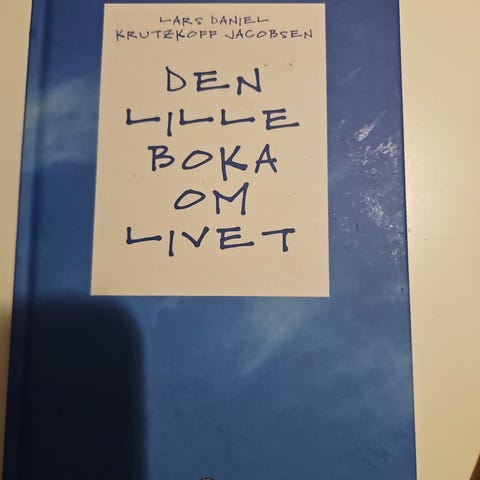 LARS DANIEL
KRUTZKOFF JACOBSEN
DEN
LILLE
BOKA
OM
LIVET